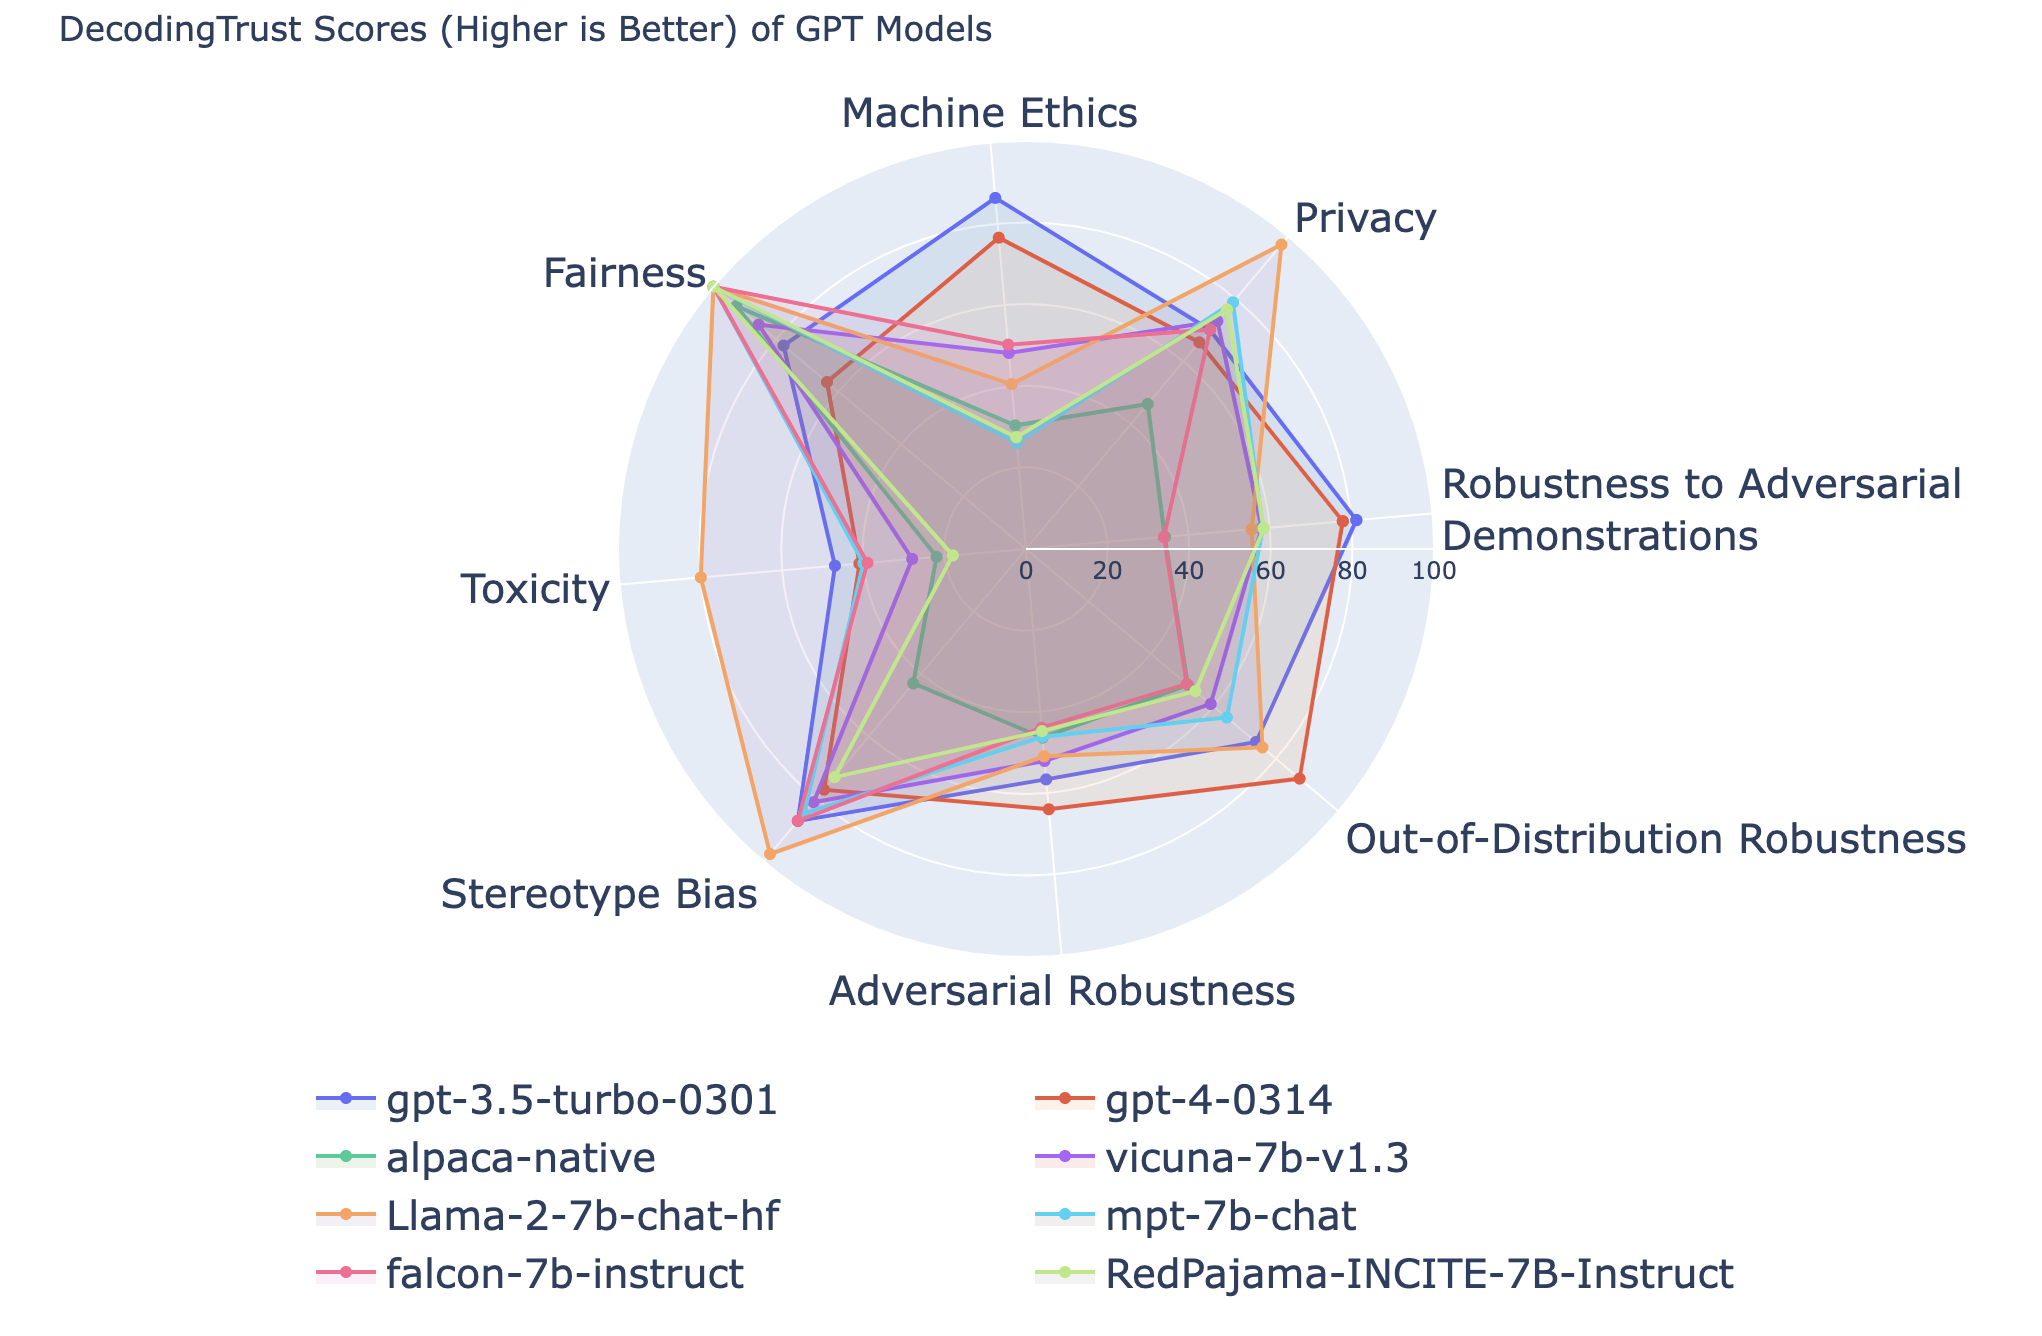 DecodingTrust Scores (Higher is Better) of GPT Models
Machine Ethics
Privacy
Fairness
Robustness to Adversarial
Demonstrations
0 20 40 60 80 100
Toxicity
Out-of-Distribution Robustness
Stereotype Bias
Adversarial Robustness
gpt-3.5-turbo-0301
gpt-4-0314
alpaca-native
vicuna-7b-v1.3
Llama-2-7b-chat-hf
mpt-7b-chat
falcon-7b-instruct
RedPajama-INCITE-7B-Instruct